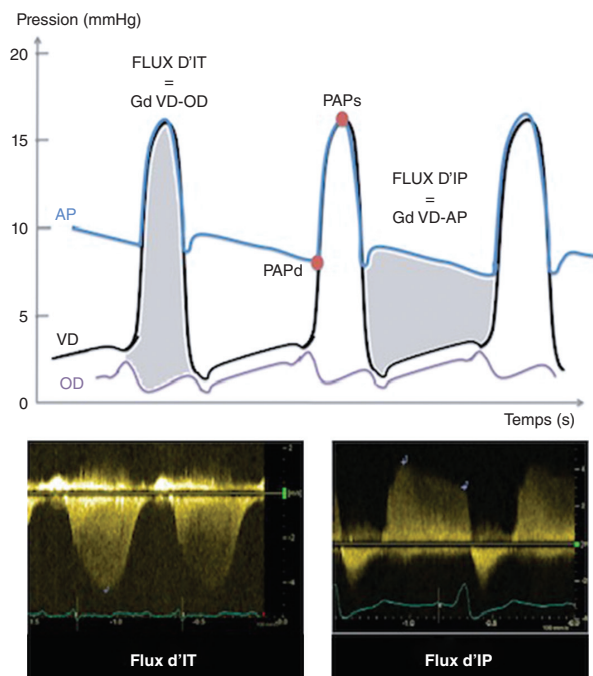 Pression (mmHg)
20
15
10
5
0
FLUX D'IT
=
Gd VD-OD
PAPs
FLUX D'IP
=
Gd VD-AP
AP
PAPd
VD
OD
Temps (s)
Flux d'IT
Flux d'IP